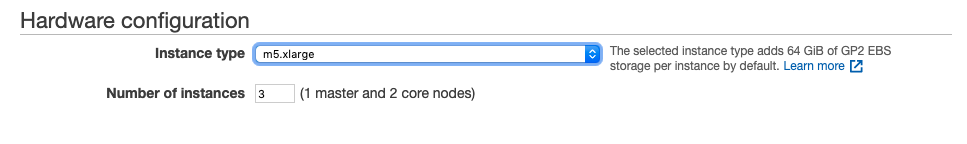 Hardware configuration
Instance type m5.xlarge The selected instance type adds 64 GiB of GP2 EBS
storage per instance by default. Learn more
Number of instances 3 (1 master and 2 core nodes)